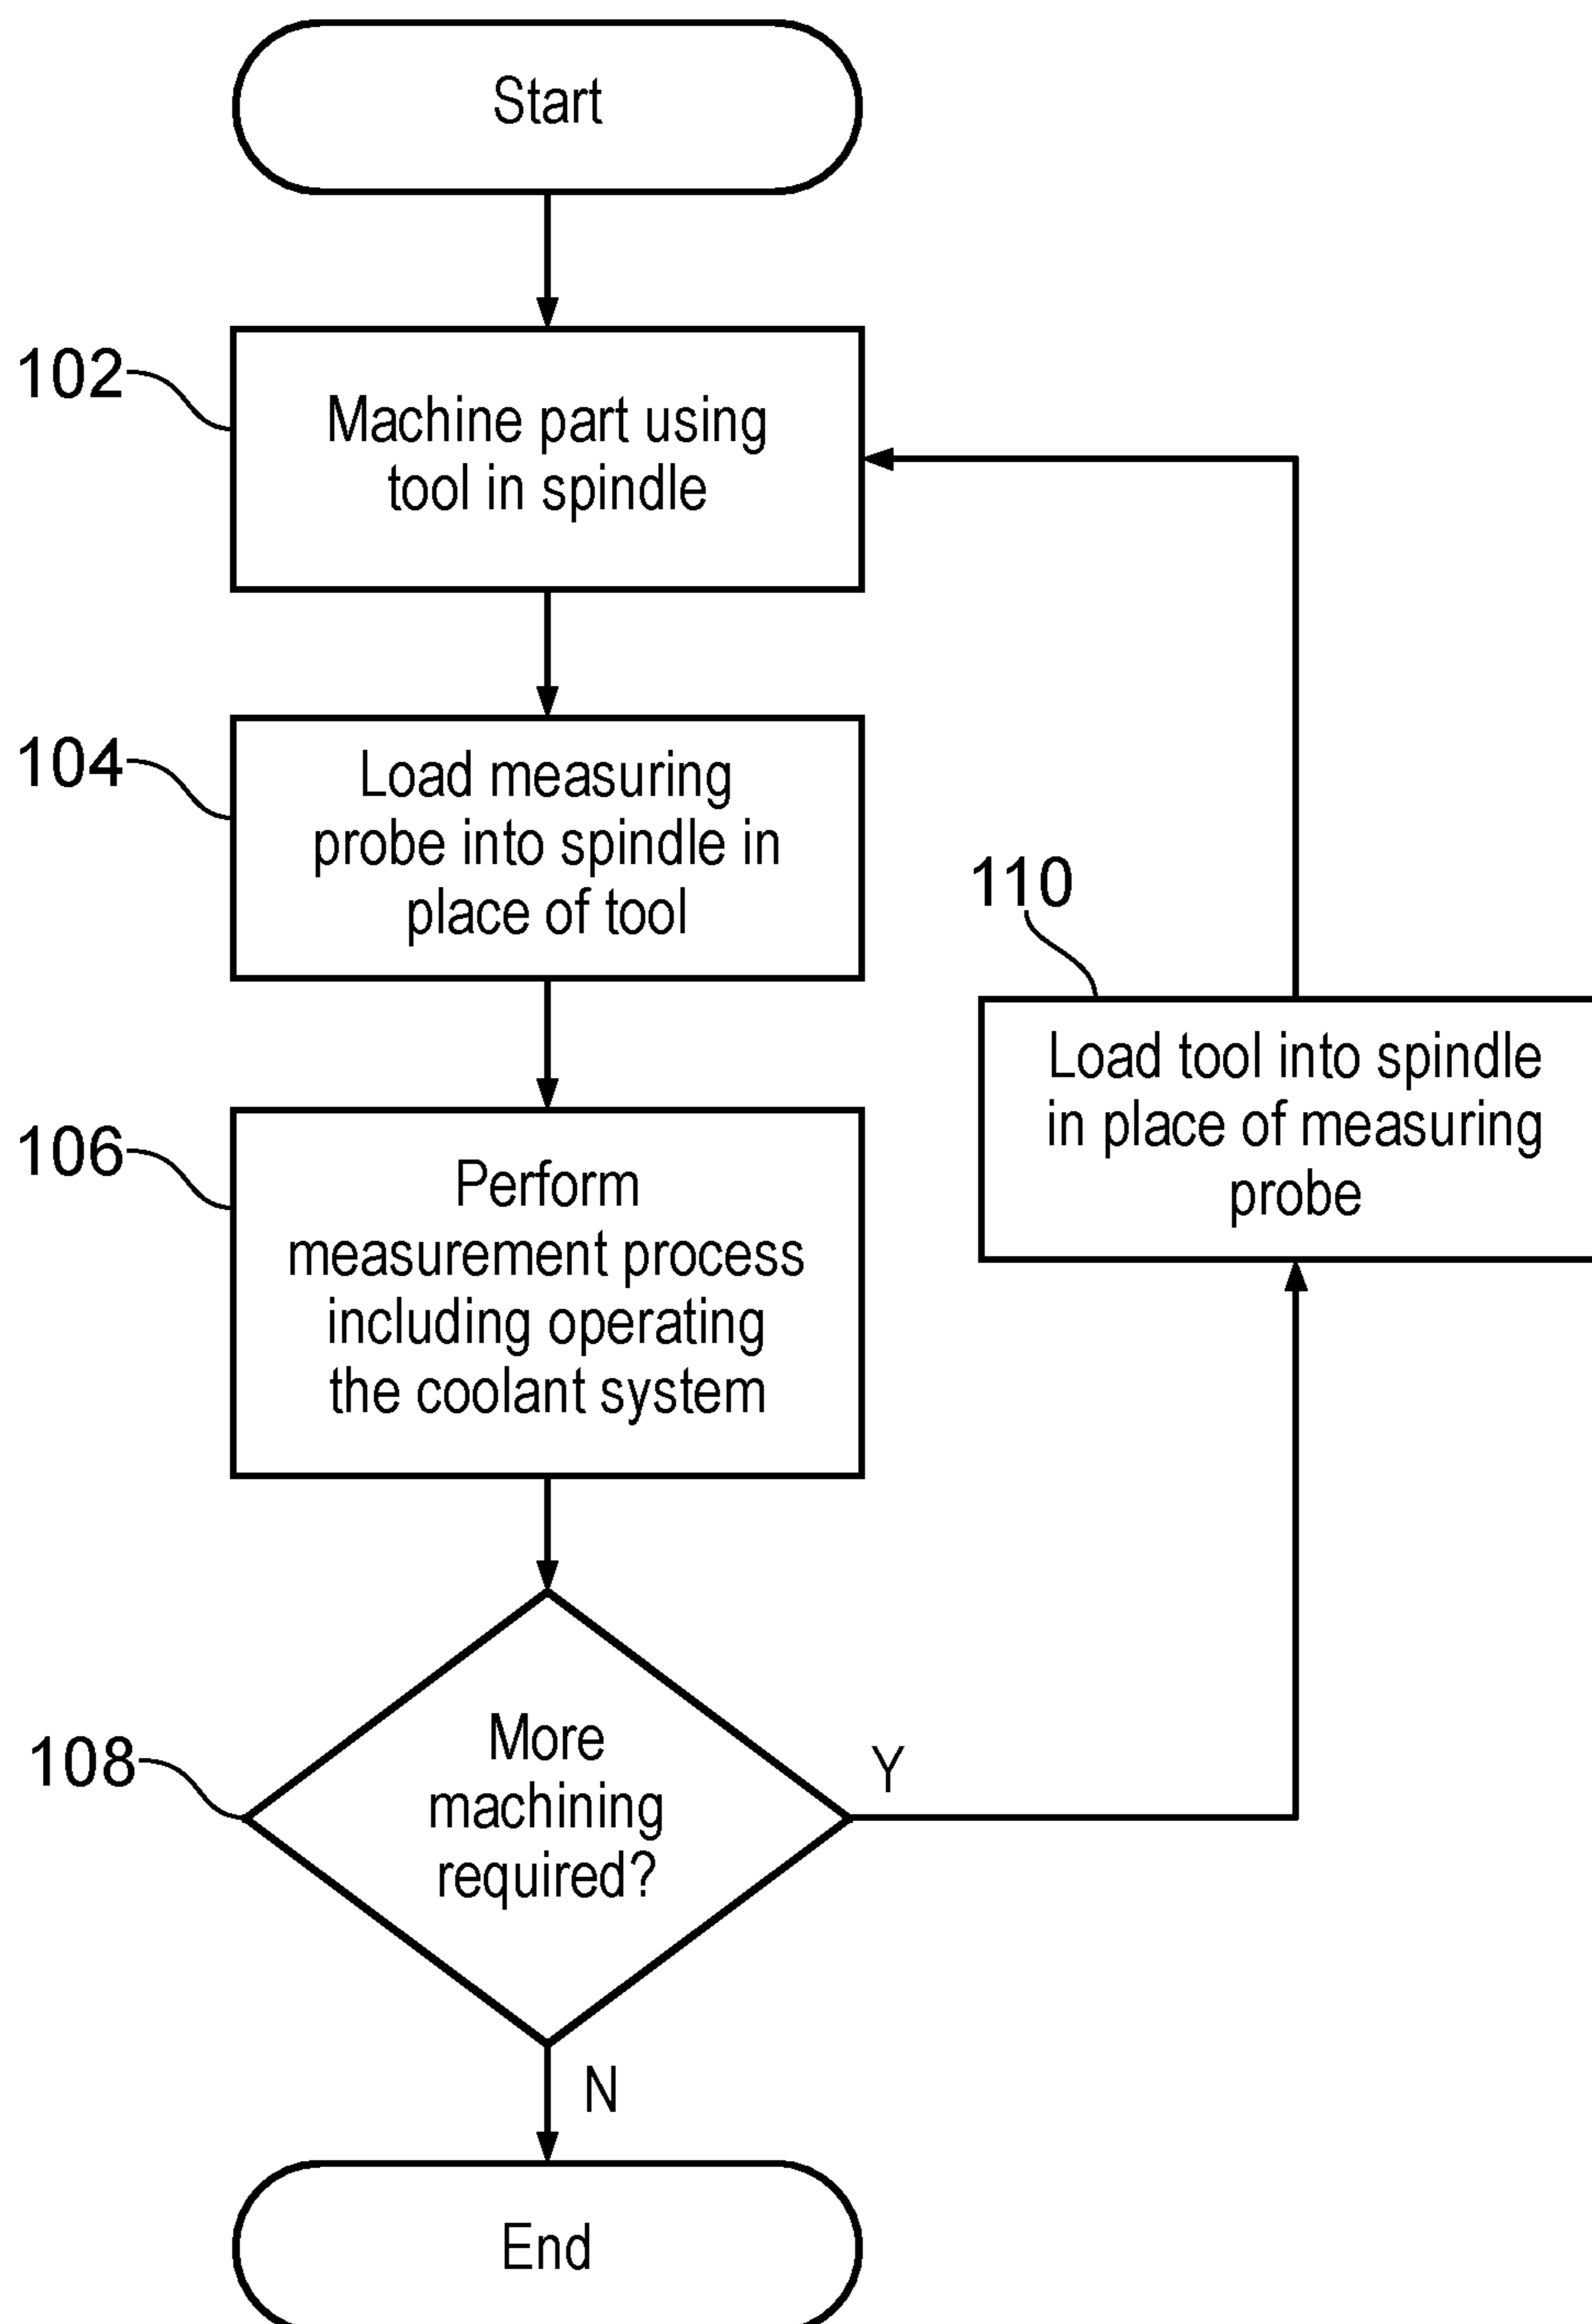 Start
102
Machine part using
tool in spindle
104
Load measuring
probe into spindle in
place of tool
110
Load tool into spindle
in place of measuring
probe
106
Perform
measurement process
including operating
the coolant system
108
More
machining
required?
Y
N
End